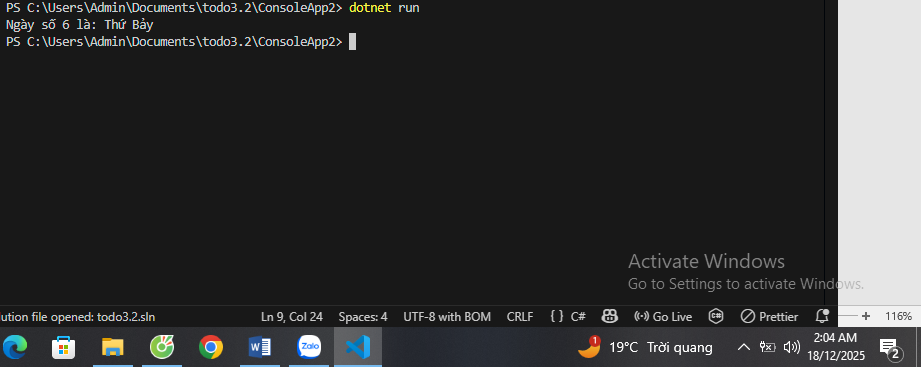 PS C:\Users\Admin\Documents\todo3.2\ConsoleApp2> dotnet run
Ngày số 6 là: Thứ Bảy
PS C:\Users\Admin\Documents\todo3.2\ConsoleApp2>
Activate Windows
Go to Settings to activate Windows.
ution file opened: todo3.2.sln Ln 9, Col 24 Spaces: 4 UTF-8 with BOM CRLF { } C# Go Live Prettier 116%
1 19°C Trời quang 2:04 AM
18/12/2025 2